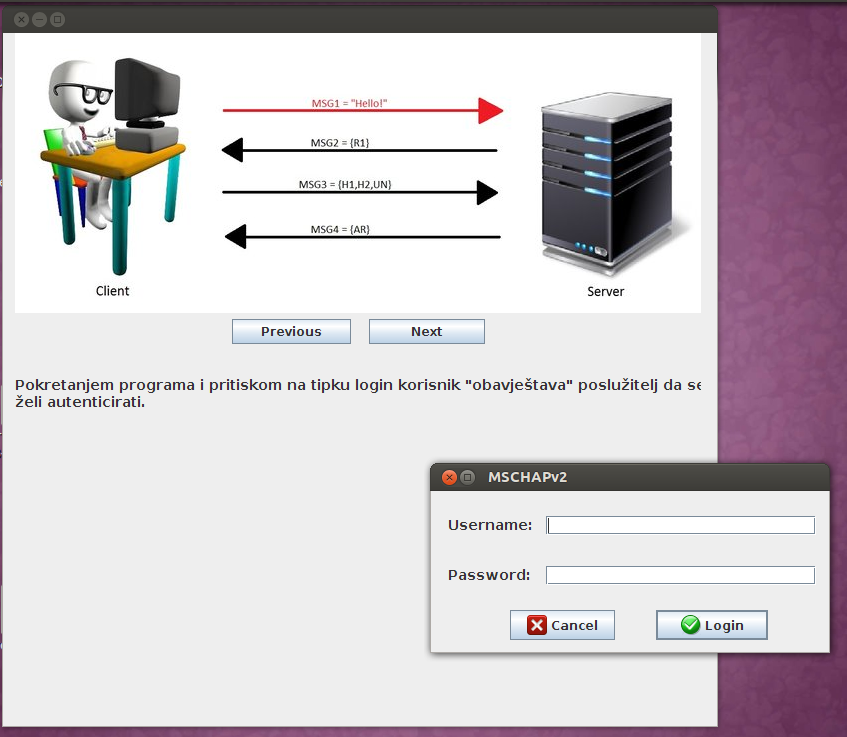 MSG1 = "Hello!"
MSG2 = {R1}
MSG3 = {H1,H2,UN}
MSG4 = {AR}
Client
Server
Previous
Next
Pokretanjem programa i pritiskom na tipku login korisnik "obavještava" poslužitelj da se
želi autenticirati.
MSCHAPv2
Username:
Password:
Cancel
Login